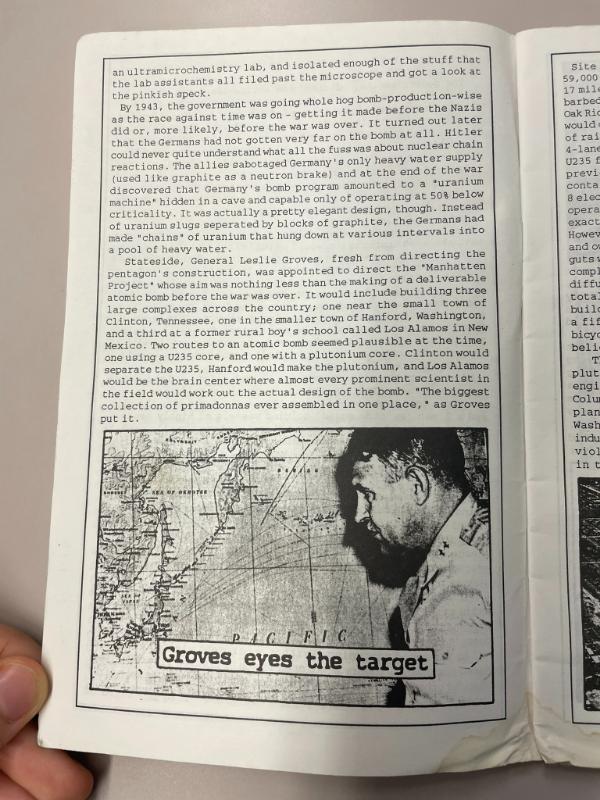 an ultramicrochemistry lab, and isolated enough of the stuff that
the lab assistants all filed past the microscope and got a look at
the pinkish speck.
By 1943, the government was going whole hog bomb-production-wise
as the race against time was on - getting it made before the Nazis
did or, more likely, before the war was over. It turned out later
that the Germans had not gotten very far on the bomb at all. Hitler
could never quite understand what all the fuss was about nuclear chain
reactions. The allies sabotaged Germany's only heavy water supply
(used like graphite as a neutron brake) and at the end of the war
discovered that Germany's bomb program amounted to a "uranium
machine" hidden in a cave and capable only of operating at 50% below
criticality. It was actually a pretty elegant design, though. Instead
of uranium slugs seperated by blocks of graphite, the Germans had
made "chains" of uranium that hung down at various intervals into
a pool of heavy water.
Stateside, General Leslie Groves, fresh from directing the
pentagon's construction, was appointed to direct the "Manhatten
Project" whose aim was nothing less than the making of a deliverable
atomic bomb before the war was over. It would include building three
large complexes across the country; one near the small town of
Clinton, Tennessee, one in the smaller town of Hanford, Washington,
and a third at a former rural boy's school called Los Alamos in New
Mexico. Two routes to an atomic bomb seemed plausible at the time,
one using a U235 core, and one with a plutonium core. Clinton would
separate the U235, Hanford would make the plutonium, and Los Alamos
would be the brain center where almost every prominent scientist in
the field would work out the actual design of the bomb. "The biggest
collection of primadonnas ever assembled in one place," as Groves
put it.
SEA OF OKHOTSK
PACIFIC
Groves eyes the target
Site
59,000
17 mile
barbed
Oak Rid
would
of rai
4-lane
U235 f
previ
conta
8 elec
opera
exact
Howev
and ov
guts w
compl
diffu
total
build
a fif
bicyc
belie
T
plut
engi
Colu
plan
Wash
indu
viol
in t